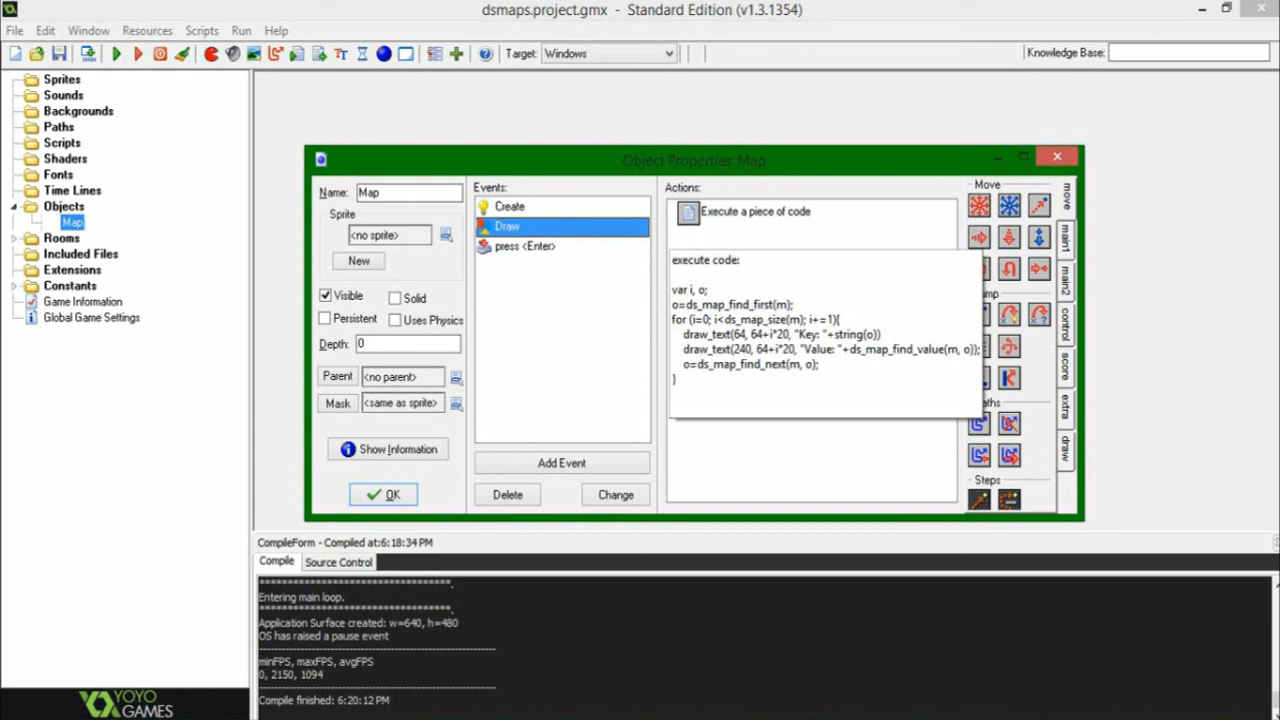 dsmaps.project.gmx - Standard Edition (v1.3.1354)
File Edit Window Resources Scripts Run Help
Target: Windows
Knowledge Base:
Sprites
Sounds
Backgrounds
Paths
Scripts
Shaders
Fonts
Time Lines
Objects
Map
Rooms
Included Files
Extensions
Constants
Game Information
Global Game Settings
Object Properties: Map
Name: Map
Sprite
<no sprite>
New
Visible
Solid
Persistent
Uses Physics
Depth: 0
Parent <no parent>
Mask <same as sprite>
Show Information
OK
Events:
Create
Draw
press <Enter>
Add Event
Delete
Change
Actions:
Execute a piece of code
execute code:
var i, o;
o=ds_map_find_first(m);
for (i=0; i<ds_map_size(m); i+=1){
draw_text(64, 64+i*20, "Key: "+string(o))
draw_text(240, 64+i*20, "Value: "+ds_map_find_value(m, o));
o=ds_map_find_next(m, o);
}
Move
Steps
move
main1
main2
control
score
extra
draw
CompileForm - Compiled at:6:18:34 PM
Compile Source Control
***********************************.
Entering main loop.
***********************************.
Application Surface created: w=640, h=480
OS has raised a pause event
minFPS, maxFPS, avgFPS
0, 2150, 1094
Compile finished: 6:20:12 PM
YOYO
GAMES